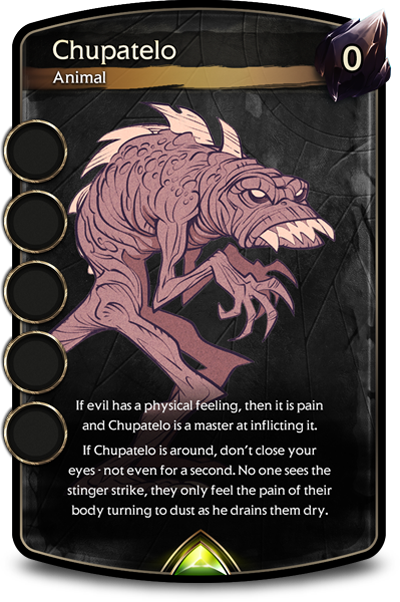 Chupatelo
0
Animal
If evil has a physical feeling, then it is pain
and Chupatelo is a master at inflicting it.
If Chupatelo is around, don't close your
eyes - not even for a second. No one sees the
stinger strike, they only feel the pain of their
body turning to dust as he drains them dry.